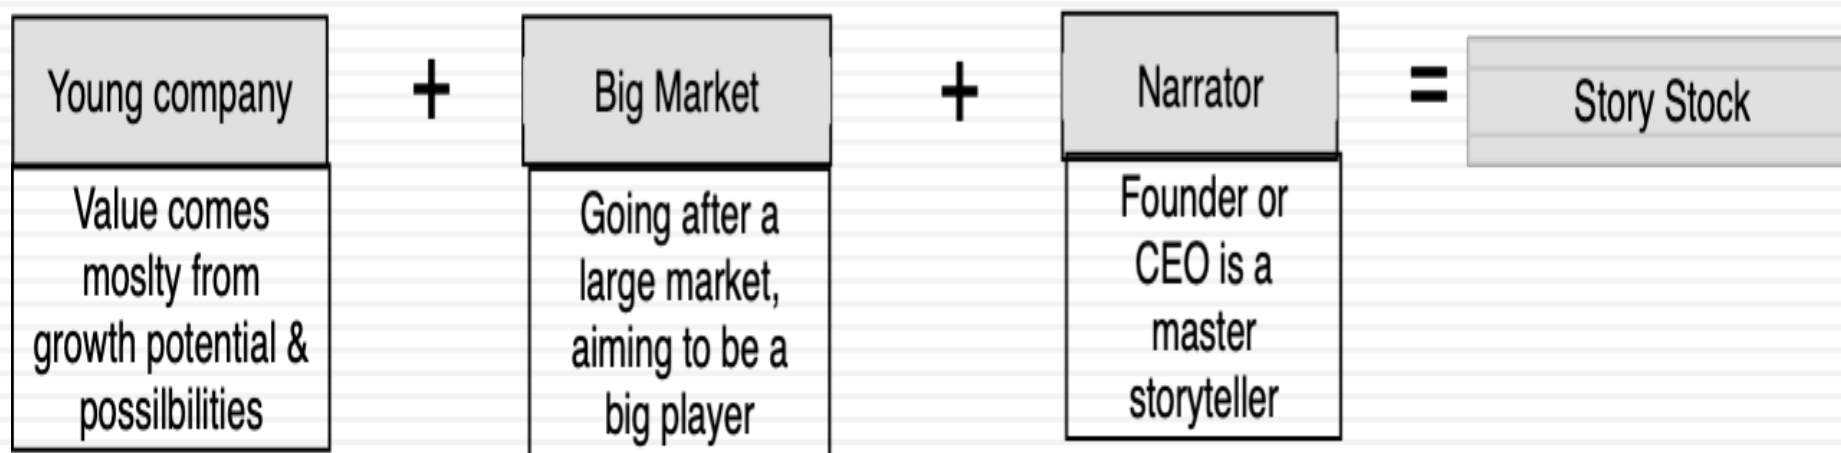 Young company
+
Big Market
+
Narrator
=
Story Stock
Value comes
moslty from
growth potential &
possilbilities
Going after a
large market,
aiming to be a
big player
Founder or
CEO is a
master
storyteller